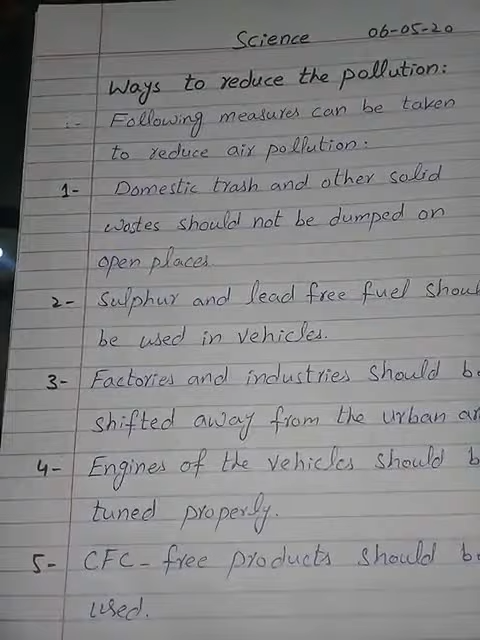 Science 06-05-20
Ways to reduce the pollution:
:- Following measures can be taken
to reduce air pollution:
1- Domestic trash and other solid
wastes should not be dumped on
open places.
2- Sulphur and lead free fuel shoul
be used in vehicles.
3- Factories and industries should b
shifted away from the urban ar
4- Engines of the vehicles should b
tuned properly.
5- CFC-free products should be
used.